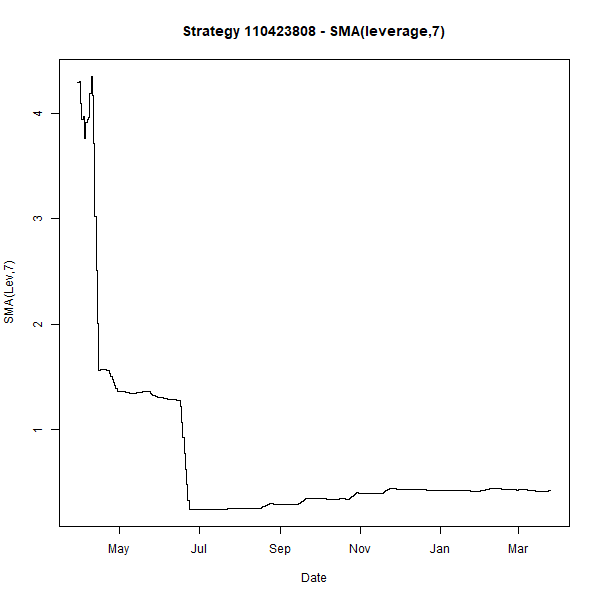 Strategy 110423808 - SMA(leverage,7)
SMA(Lev,7)
4
3
2
1
May Jul Sep Nov Jan Mar
Date